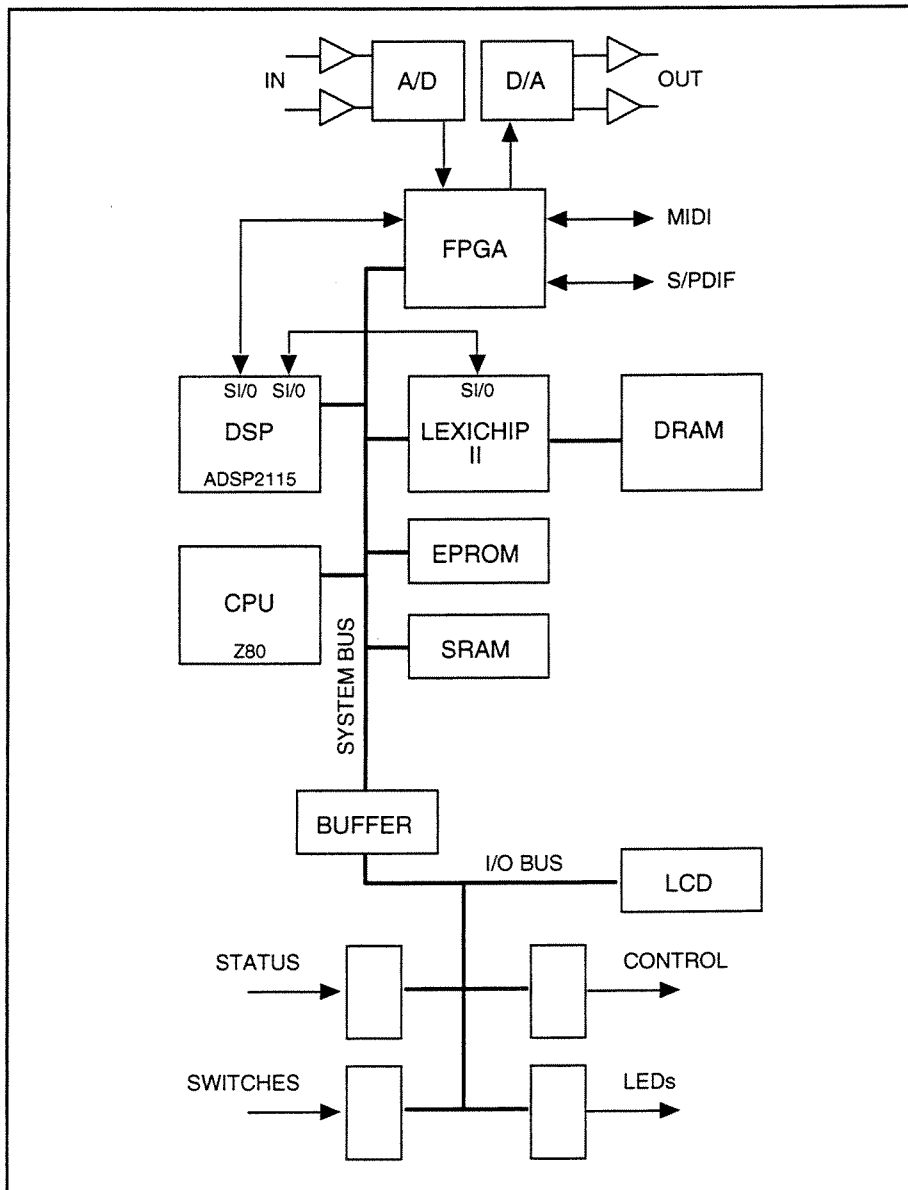 IN
A/D
D/A
OUT
FPGA
MIDI
S/PDIF
SI/0 SI/0
DSP
ADSP2115
SI/0
LEXICHIP
II
DRAM
EPROM
CPU
Z80
SRAM
SYSTEM BUS
BUFFER
I/O BUS
LCD
STATUS
CONTROL
SWITCHES
LEDs